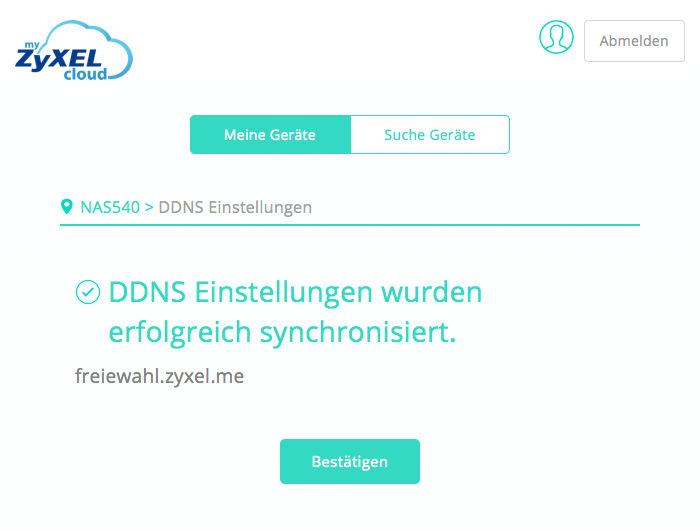 my
ZyXEL
cloud
Abmelden
Meine Geräte
Suche Geräte
NAS540 > DDNS Einstellungen
DDNS Einstellungen wurden
erfolgreich synchronisiert.
freiewahl.zyxel.me
Bestätigen